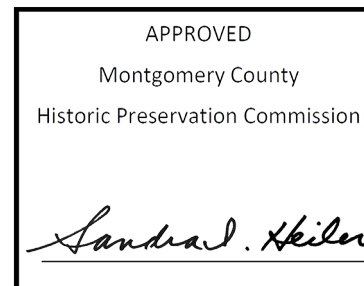 APPROVED
Montgomery County
Historic Preservation Commission
Sandra I. Heiler